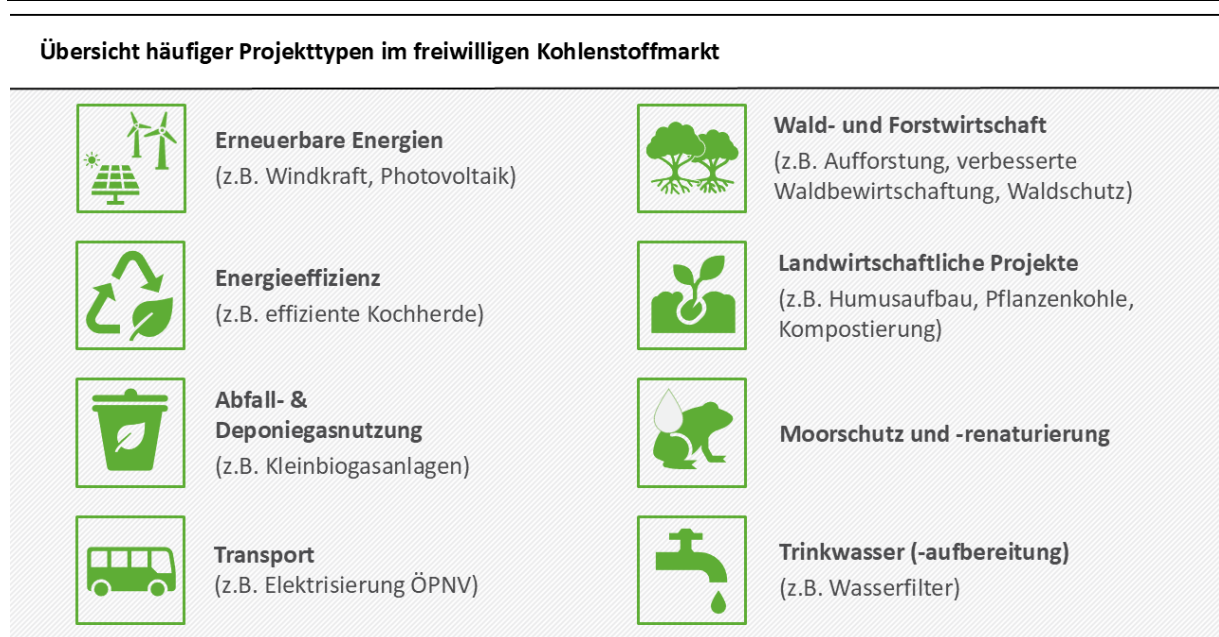 Übersicht häufiger Projekttypen im freiwilligen Kohlenstoffmarkt
Erneuerbare Energien
(z.B. Windkraft, Photovoltaik)
Energieeffizienz
(z.B. effiziente Kochherde)
Abfall- &
Deponiegasnutzung
(z.B. Kleinbiogasanlagen)
Transport
(z.B. Elektrisierung ÖPNV)
Wald- und Forstwirtschaft
(z.B. Aufforstung, verbesserte
Waldbewirtschaftung, Waldschutz)
Landwirtschaftliche Projekte
(z.B. Humusaufbau, Pflanzenkohle,
Kompostierung)
Moorschutz und -renaturierung
Trinkwasser (-aufbereitung)
(z.B. Wasserfilter)